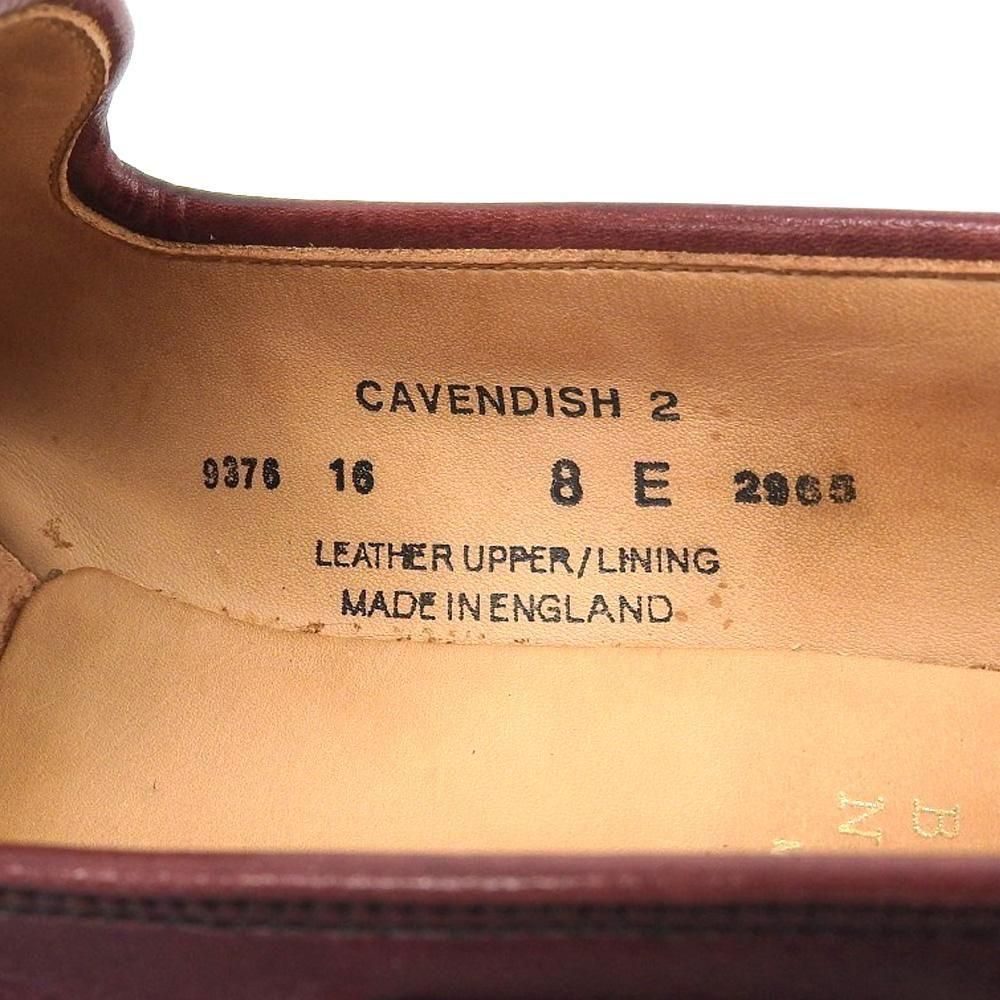 CAVENDISH 2
9376 16 8 E 2965
LEATHER UPPER/LINING
MADE IN ENGLAND
B
N